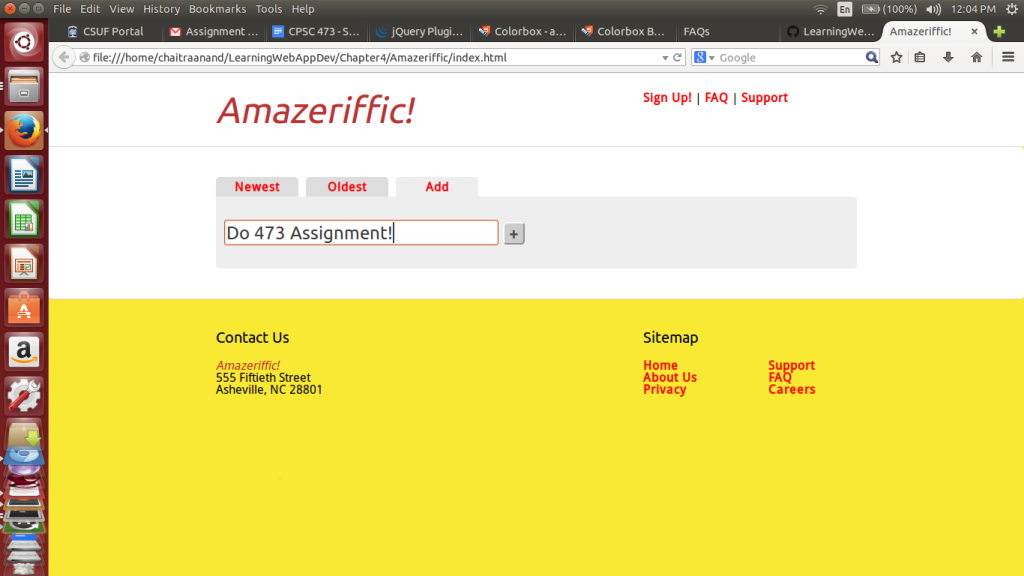 File Edit View History Bookmarks Tools Help En (100%) 12:04 PM
CSUF Portal Assignment ... CPSC 473 - S... jQuery Plugi... Colorbox - a... Colorbox B... FAQs LearningWe... Amazeriffic!
file:///home/chaitraanand/LearningWebAppDev/Chapter4/Amazeriffic/index.html Google
Amazeriffic!
Sign Up! | FAQ | Support
Newest Oldest Add
Do 473 Assignment! +
Contact Us
Amazeriffic!
555 Fiftieth Street
Asheville, NC 28801
Sitemap
Home Support
About Us FAQ
Privacy Careers